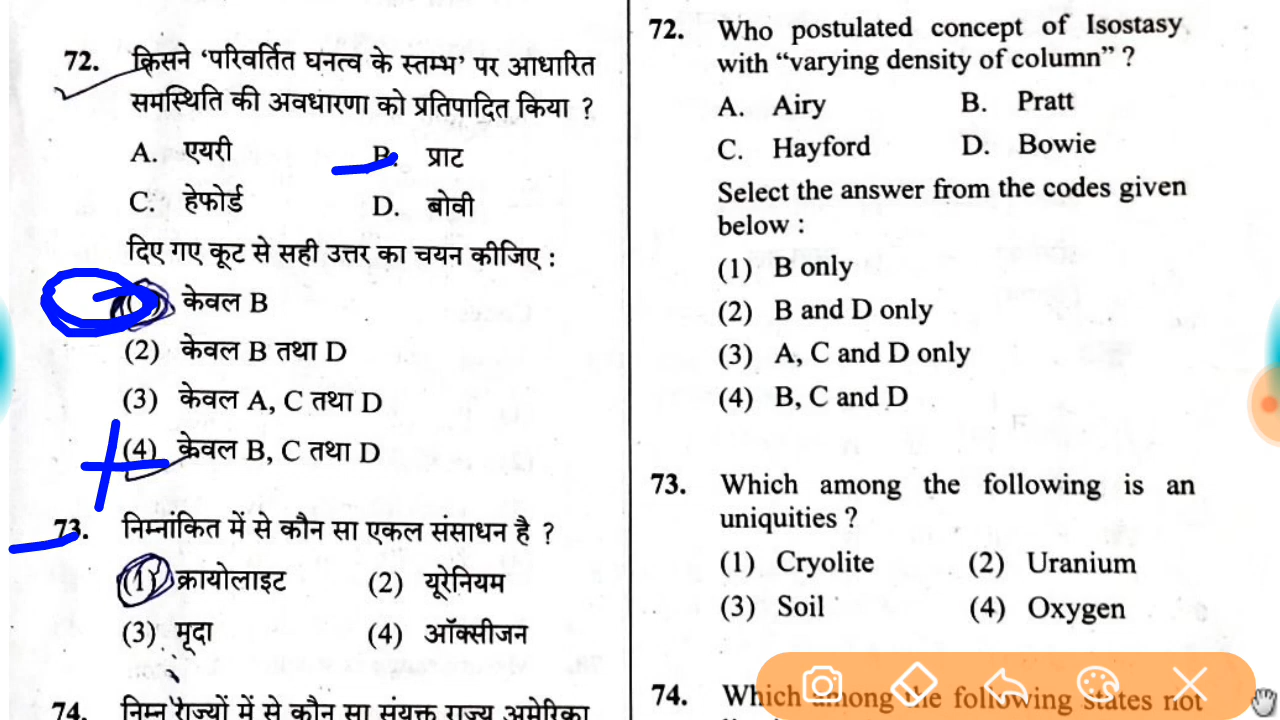 72. किसने ‘परिवर्तित घनत्व के स्तम्भ’ पर आधारित
समस्थिति की अवधारणा को प्रतिपादित किया ?
A. एयरी B. प्राट
C. हेफोर्ड D. बोवी
दिए गए कूट से सही उत्तर का चयन कीजिए :
केवल B
(2) केवल B तथा D
(3) केवल A, C तथा D
(4) केवल B, C तथा D
73. निम्नांकित में से कौन सा एकल संसाधन है ?
(1) क्रायोलाइट (2) यूरेनियम
(3) मृदा (4) ऑक्सीजन
74. निम्न राज्यों में से कौन सा संयुक्त राज्य अमेरिका
72. Who postulated concept of Isostasy
with “varying density of column” ?
A. Airy B. Pratt
C. Hayford D. Bowie
Select the answer from the codes given
below :
(1) B only
(2) B and D only
(3) A, C and D only
(4) B, C and D
73. Which among the following is an
uniquities ?
(1) Cryolite (2) Uranium
(3) Soil (4) Oxygen
74. Which among the following states not